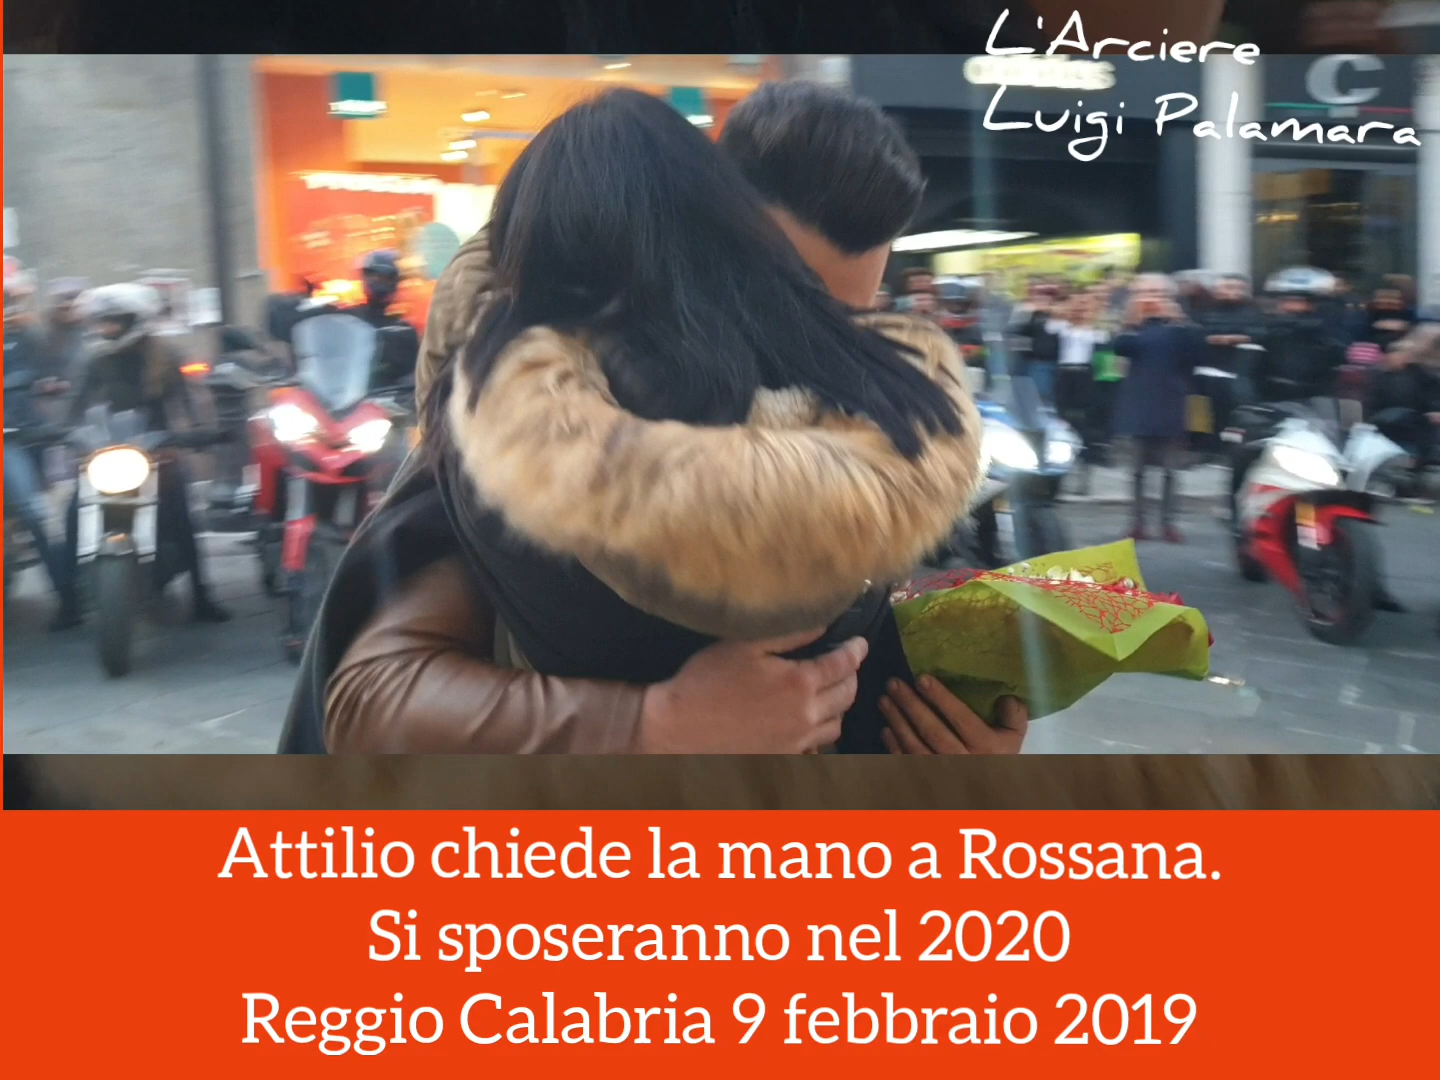 L'Arciere
Luigi Palamara
C
Attilio chiede la mano a Rossana.
Si sposeranno nel 2020
Reggio Calabria 9 febbraio 2019